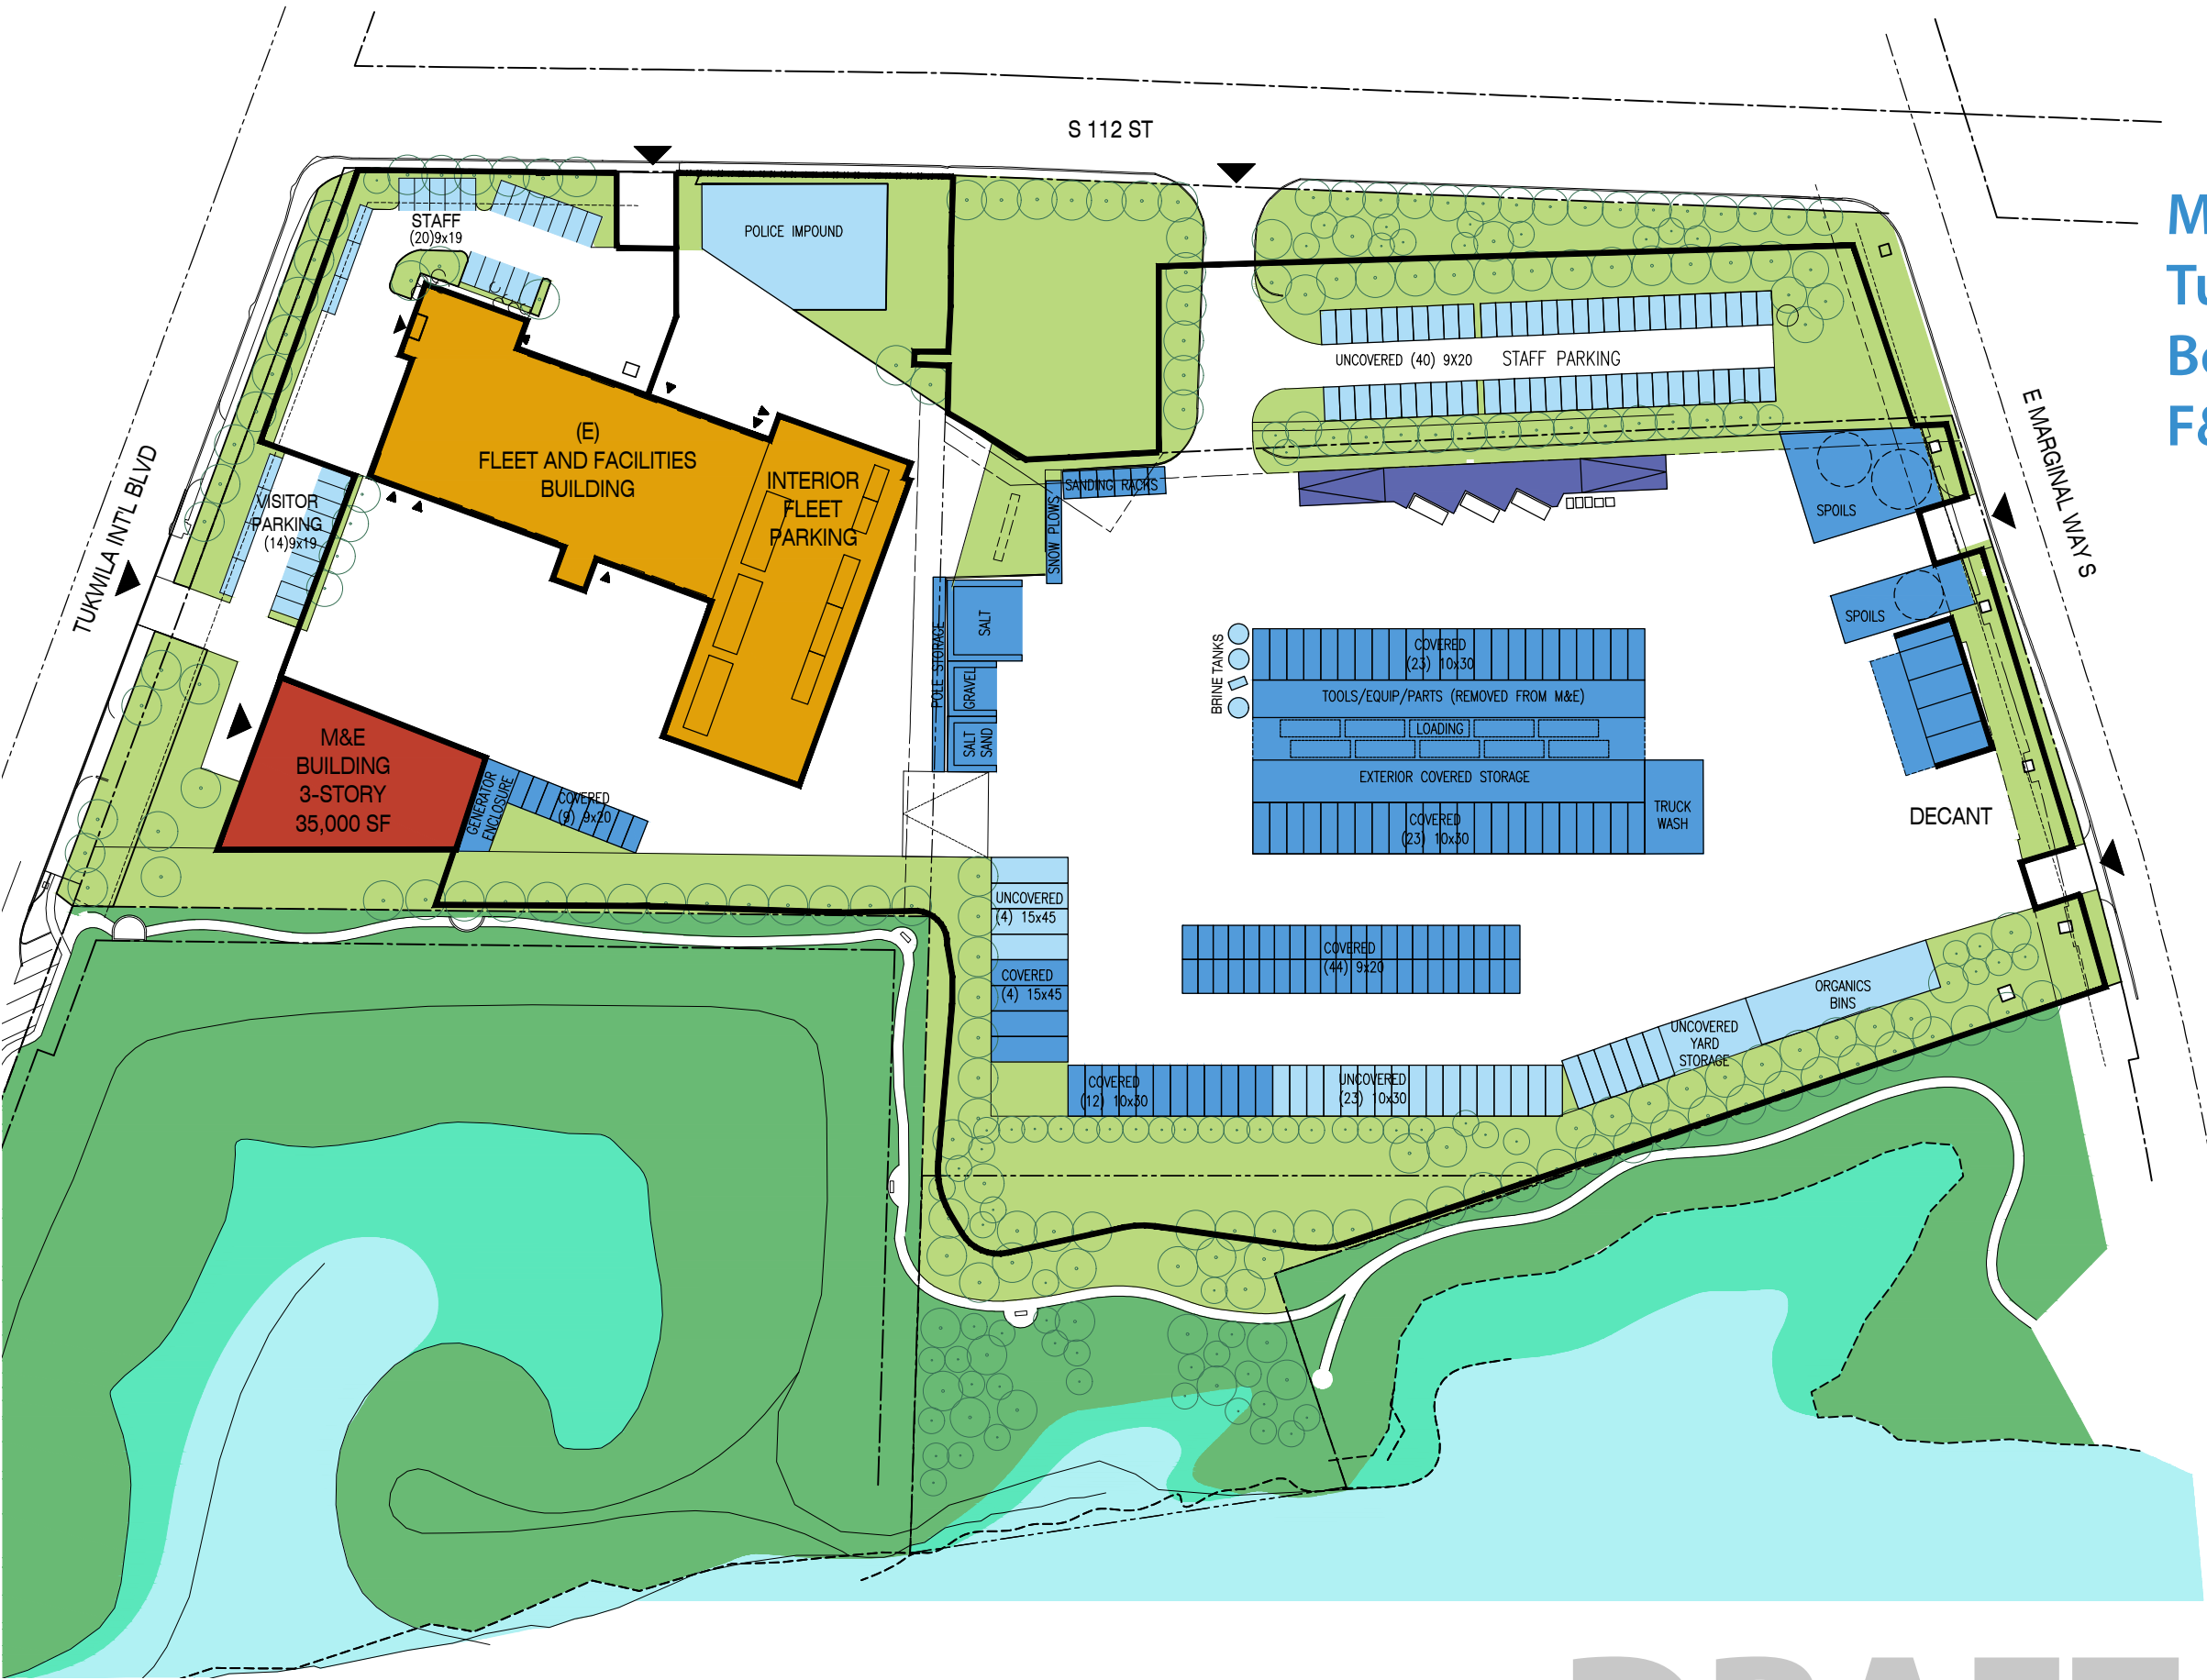 S 112 ST
M
Tu
F&
STAFF
(20)9x19
POLICE IMPOUND
UNCOVERED (40) 9X20 STAFF PARKING
E MARGINAL WAY S
TUKWILA INT'L BLVD
(E)
FLEET AND FACILITIES
BUILDING
INTERIOR
FLEET
PARKING
VISITOR
PARKING
(14)9x19
SANDING RACKS
SNOW PLOWS
SPOILS
SPOILS
POLE STORAGE
SALT
GRAVEL
SALT
SAND
BRINE TANKS
COVERED
(23) 10x30
TOOLS/EQUIP/PARTS (REMOVED FROM M&E)
LOADING
EXTERIOR COVERED STORAGE
COVERED
(23) 10x30
TRUCK
WASH
DECANT
M&E
BUILDING
3-STORY
35,000 SF
GENERATOR
ENCLOSURE
COVERED
(9) 9x20
UNCOVERED
(4) 15x45
COVERED
(4) 15x45
COVERED
(44) 9x20
ORGANICS
BINS
UNCOVERED
YARD
STORAGE
COVERED
(12) 10x30
UNCOVERED
(23) 10x30
DRAFT